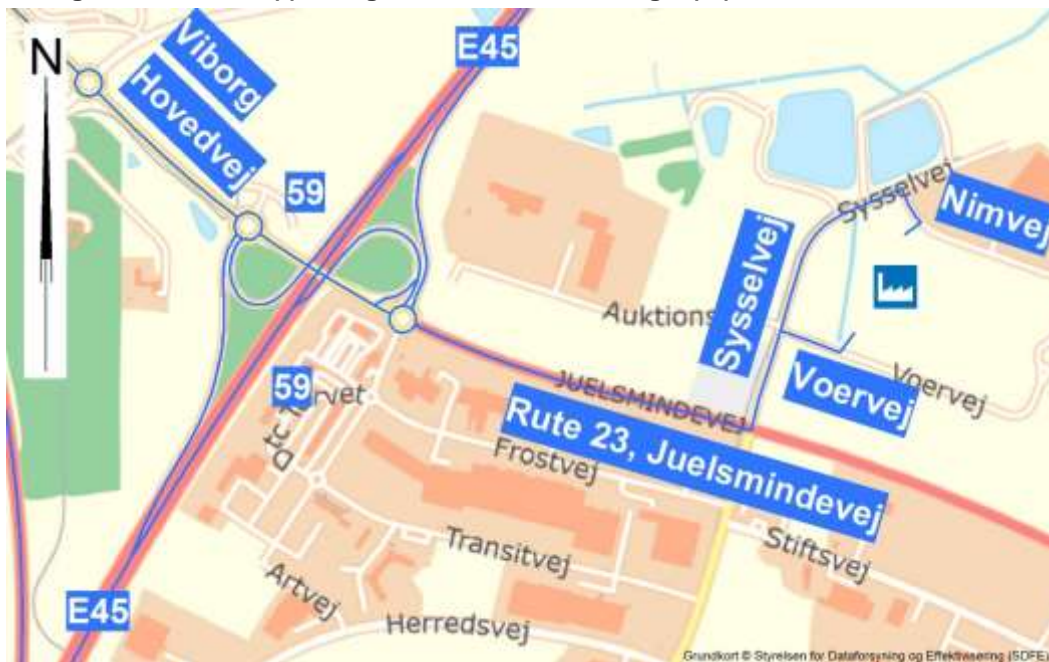 N
E45
Viborg
Hovedvej
59
Sysselvej
Nimvej
Sysselvej
Auktions
Voervej
Voervej
59
JUELSMINDEVEJ
Rute 23, Juelsmindevej
Frostvej
Stiftsvej
Transitvej
Artvej
E45
Herredsvej
Grundkort © Styrelsen for Dataforsyning og Effektivisering (SDFE)